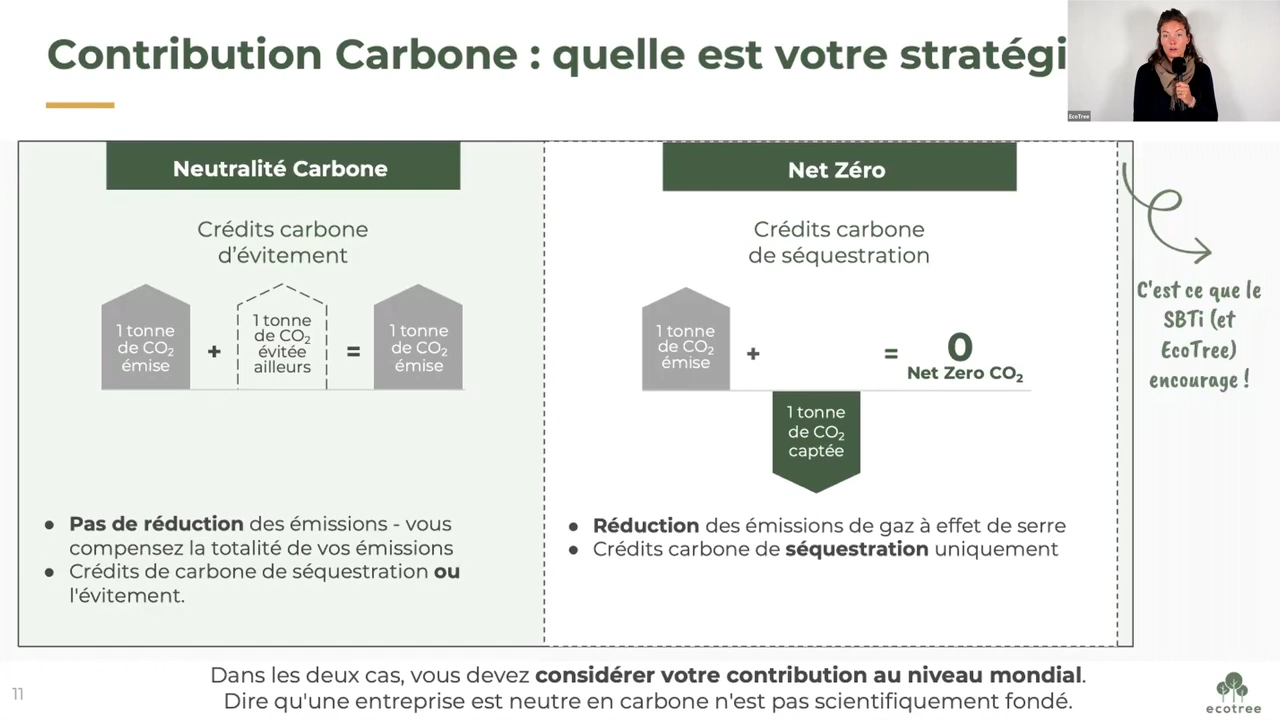 Contribution Carbone : quelle est votre stratégi
EcoTree
Neutralité Carbone
Crédits carbone
d'évitement
1 tonne
de CO₂
émise
+
1 tonne
de CO₂
évitée
ailleurs
=
1 tonne
de CO₂
émise
Pas de réduction des émissions - vous
compensez la totalité de vos émissions
Crédits de carbone de séquestration ou
l'évitement.
Net Zéro
Crédits carbone
de séquestration
1 tonne
de CO₂
émise
+
1 tonne
de CO₂
captée
=
0
Net Zero CO₂
Réduction des émissions de gaz à effet de serre
Crédits carbone de séquestration uniquement
C'est ce que le
SBTi (et
EcoTree)
encourage !
Dans les deux cas, vous devez considérer votre contribution au niveau mondial.
Dire qu'une entreprise est neutre en carbone n'est pas scientifiquement fondé.
11
ecotree